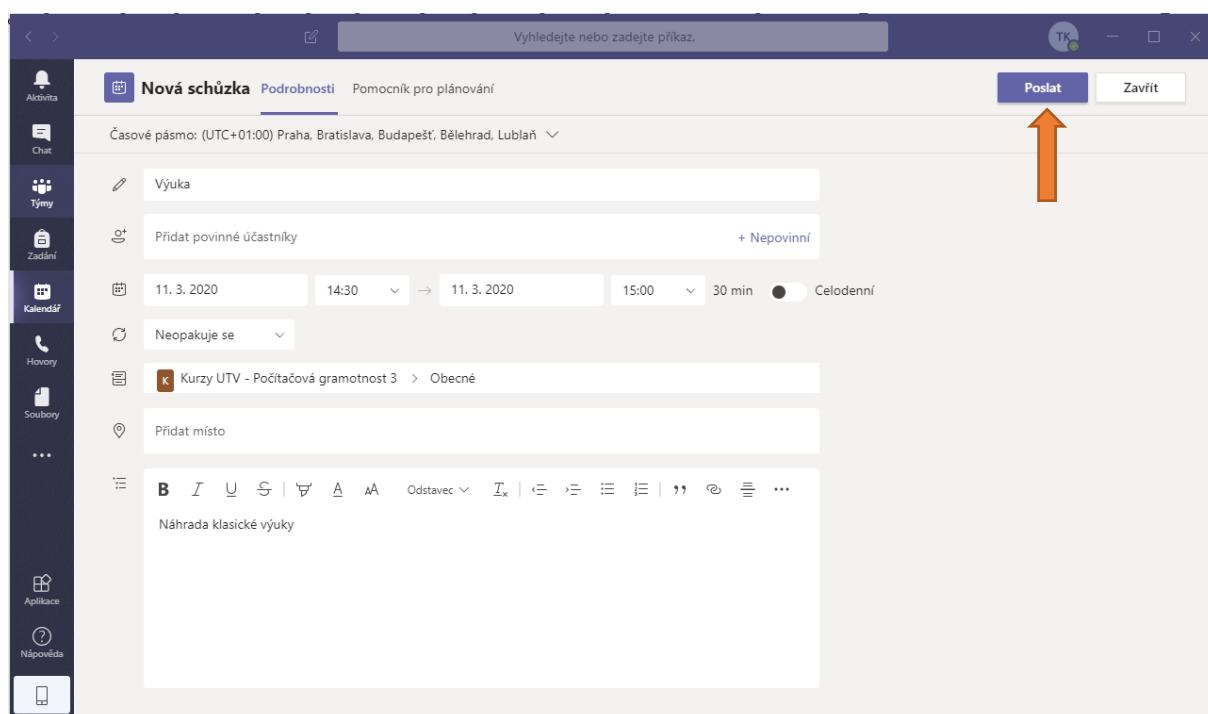 Vyhledejte nebo zadejte příkaz.
TK
Aktivita
Chat
Týmy
Zadání
Kalendář
Hovory
Soubory
Aplikace
Nápověda
Nová schůzka Podrobnosti Pomocník pro plánování
Poslat Zavřít
Časové pásmo: (UTC+01:00) Praha, Bratislava, Budapešť, Bělehrad, Lublaň
Výuka
Přidat povinné účastníky + Nepovinní
11. 3. 2020 14:30 → 11. 3. 2020 15:00 30 min Celodenní
Neopakuje se
K Kurzy UTV - Počítačová gramotnost 3 > Obecné
Přidat místo
B I U S A AA Odstavec Tx
Náhrada klasické výuky